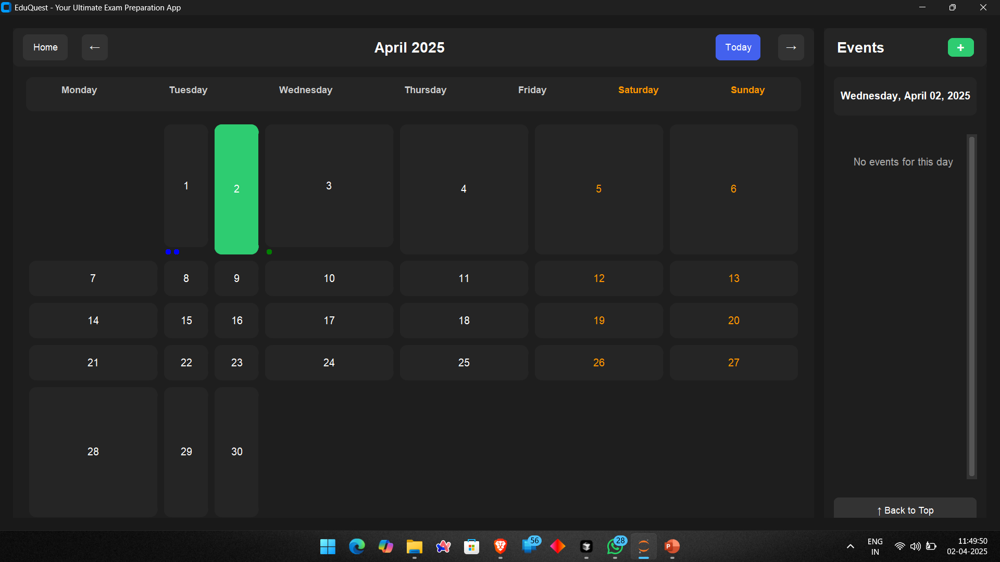 EduQuest - Your Ultimate Exam Preparation App
Home ← April 2025 Today → Events +
Monday Tuesday Wednesday Thursday Friday Saturday Sunday
Wednesday, April 02, 2025
No events for this day
1 2 3 4 5 6
7 8 9 10 11 12 13
14 15 16 17 18 19 20
21 22 23 24 25 26 27
28 29 30
↑ Back to Top
56
28
P
ENG
IN
11:49:50
02-04-2025